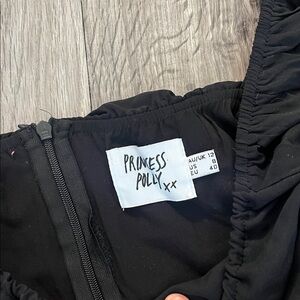 PRINCESS
POLLY xx
AU/UK 12
US 8
EU 40